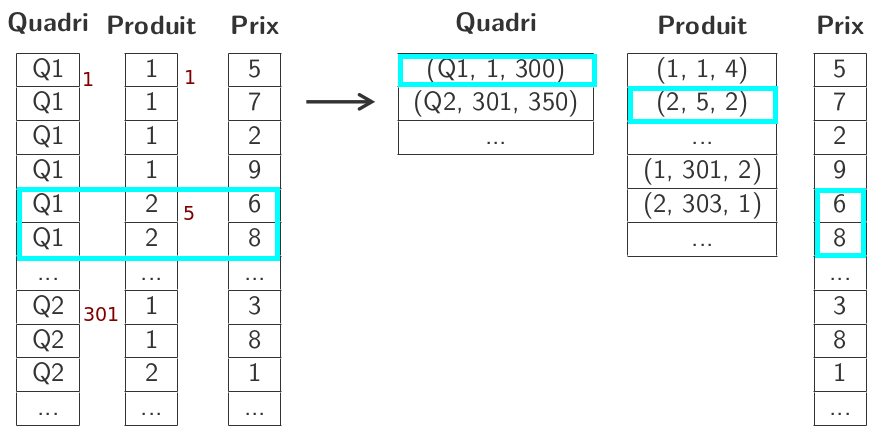 Quadri Produit Prix Quadri Produit Prix
Q1 1 1 1 5 (Q1, 1, 300) (1, 1, 4) 5
Q1 1 7 (Q2, 301, 350) (2, 5, 2) 7
Q1 1 2 ... ... 2
Q1 1 9 (1, 301, 2) 9
Q1 2 5 6 (2, 303, 1) 6
Q1 2 8 ... 8
... ... ... ...
Q2 301 1 3 3
Q2 1 8 8
Q2 2 1 1
... ... ... ...